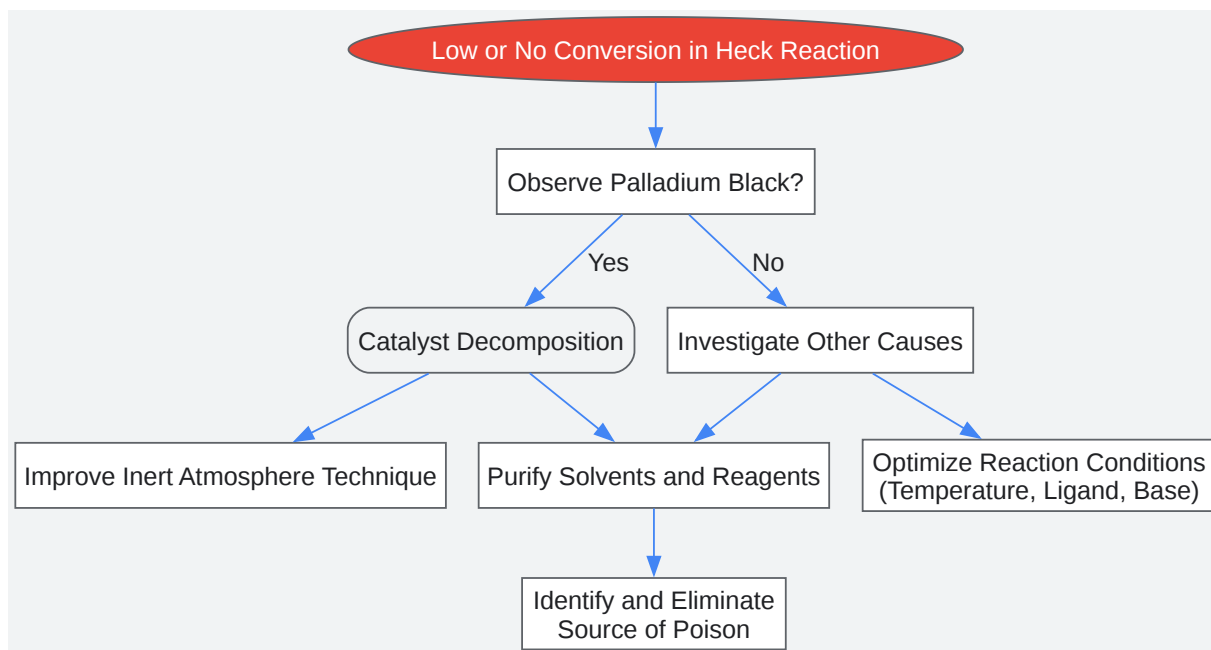 Low or No Conversion in Heck Reaction
Observe Palladium Black?
Yes
No
Catalyst Decomposition
Investigate Other Causes
Improve Inert Atmosphere Technique
Purify Solvents and Reagents
Optimize Reaction Conditions
(Temperature, Ligand, Base)
Identify and Eliminate
Source of Poison